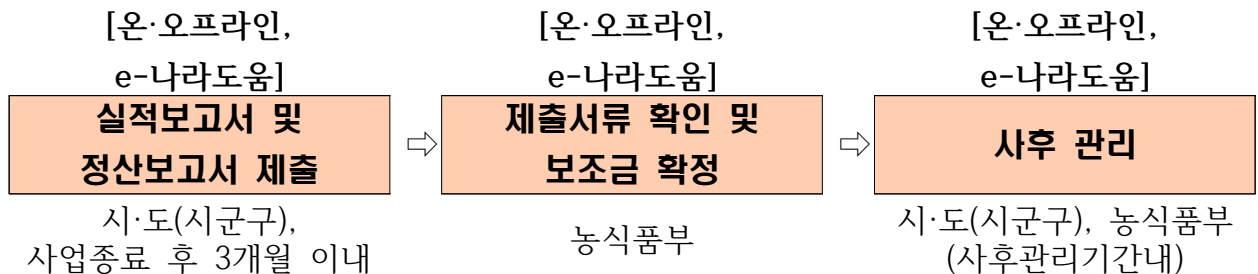 [온·오프라인,
e-나라도움]
실적보고서 및
정산보고서 제출
시·도(시군구),
사업종료 후 3개월 이내
⇨
[온·오프라인,
e-나라도움]
제출서류 확인 및
보조금 확정
농식품부
⇨
[온·오프라인,
e-나라도움]
사후 관리
시·도(시군구), 농식품부
(사후관리기간내)